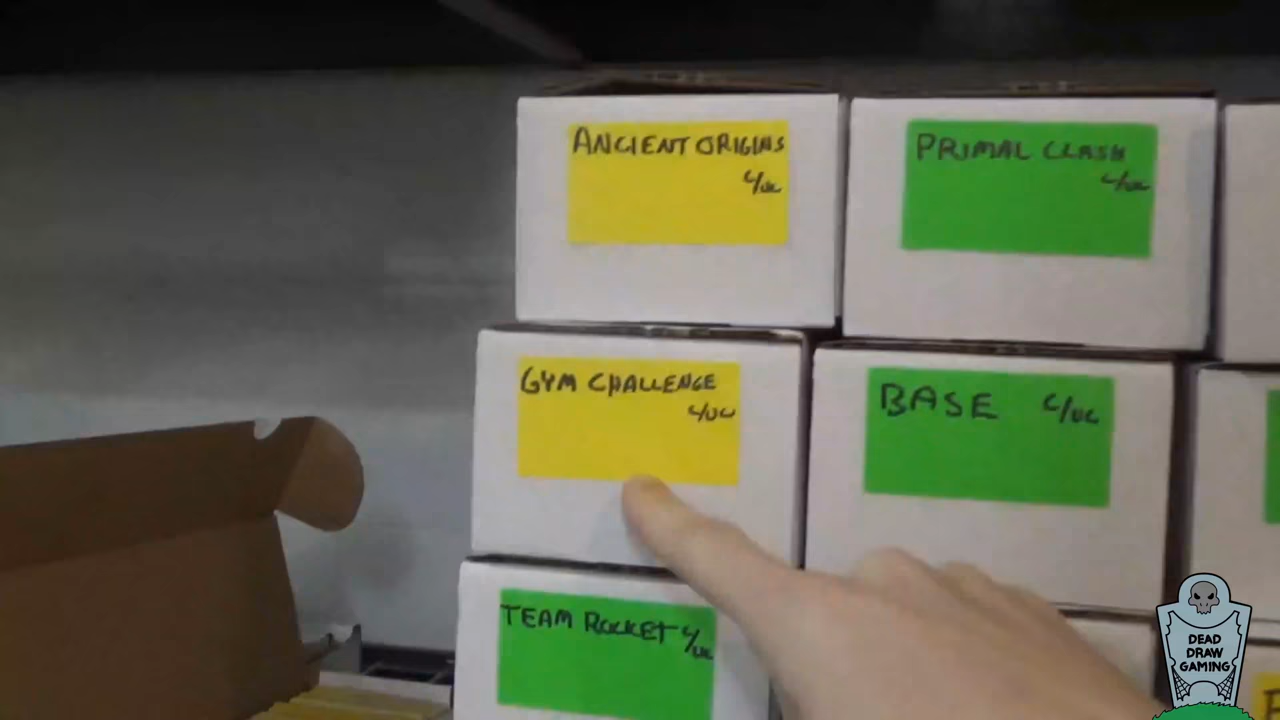 ANCIENT ORIGINS
C/UC
PRIMAL CLASH
C/UC
GYM CHALLENGE
C/UC
BASE C/UC
TEAM ROCKET C/UC
DEAD
DRAW
GAMING